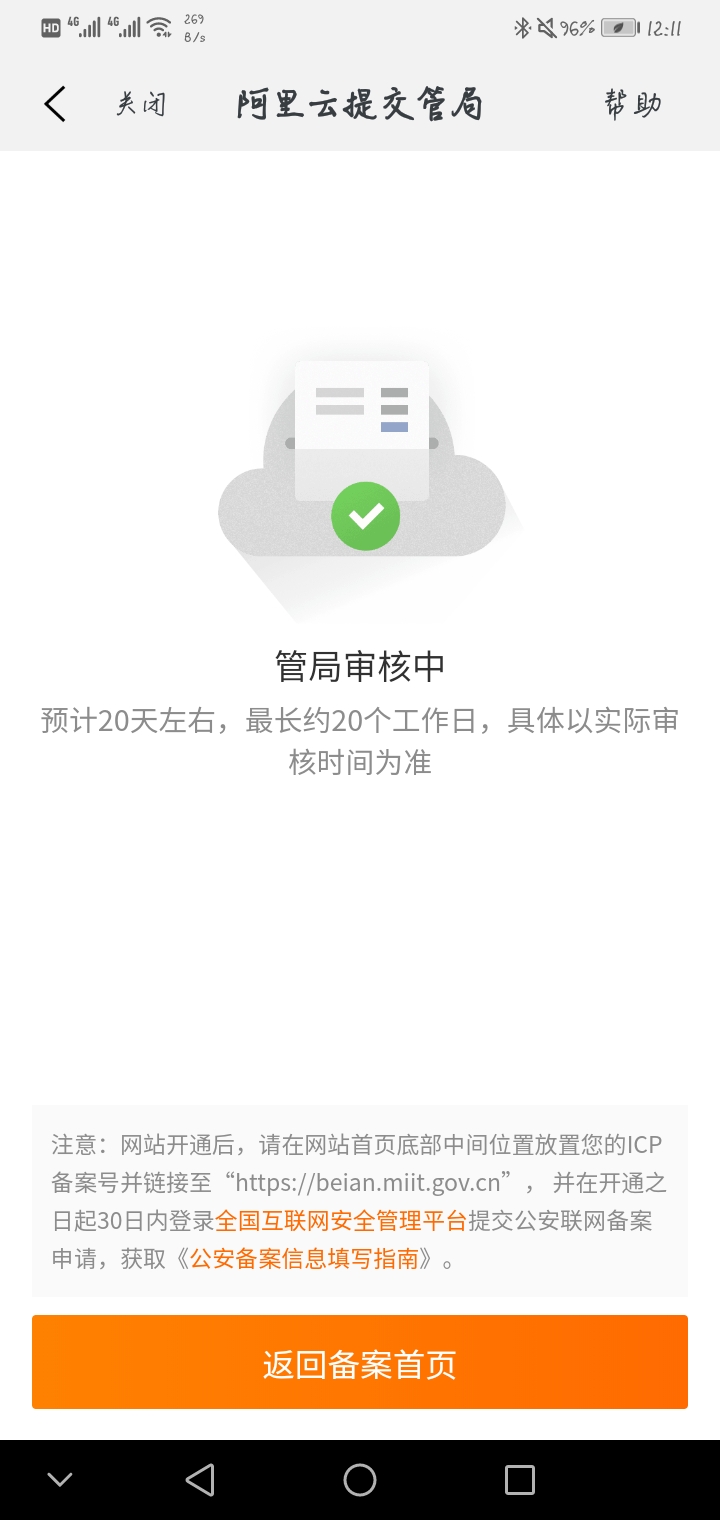 HD 4G 4G 269 B/s 96% 12:11
关闭 阿里云提交管局 帮助
管局审核中
预计20天左右，最长约20个工作日，具体以实际审
核时间为准
注意：网站开通后，请在网站首页底部中间位置放置您的ICP
备案号并链接至“https://beian.miit.gov.cn”， 并在开通之
日起30日内登录全国互联网安全管理平台提交公安联网备案
申请，获取《公安备案信息填写指南》。
返回备案首页